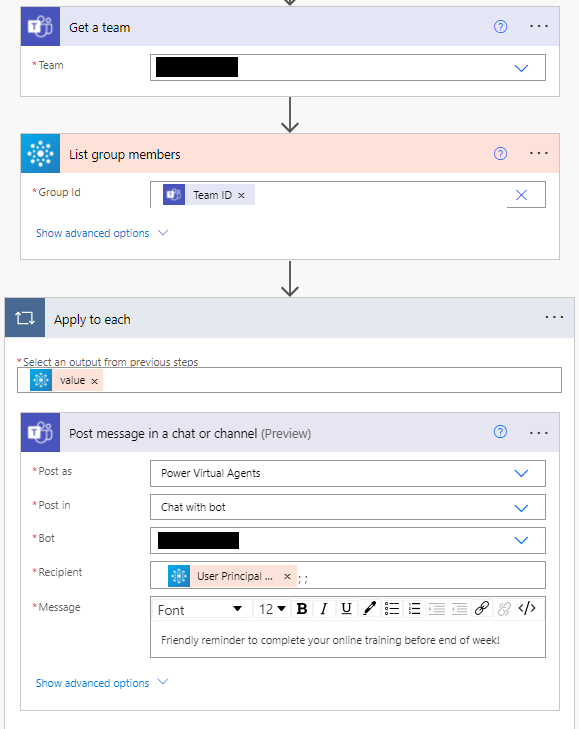 Get a team
?
* Team
List group members
?
* Group Id
Team ID ×
Show advanced options
Apply to each
* Select an output from previous steps
value ×
Post message in a chat or channel (Preview)
?
* Post as
Power Virtual Agents
* Post in
Chat with bot
* Bot
* Recipient
User Principal ... × ; ;
* Message
Font 12 B I U </>
Friendly reminder to complete your online training before end of week!
Show advanced options